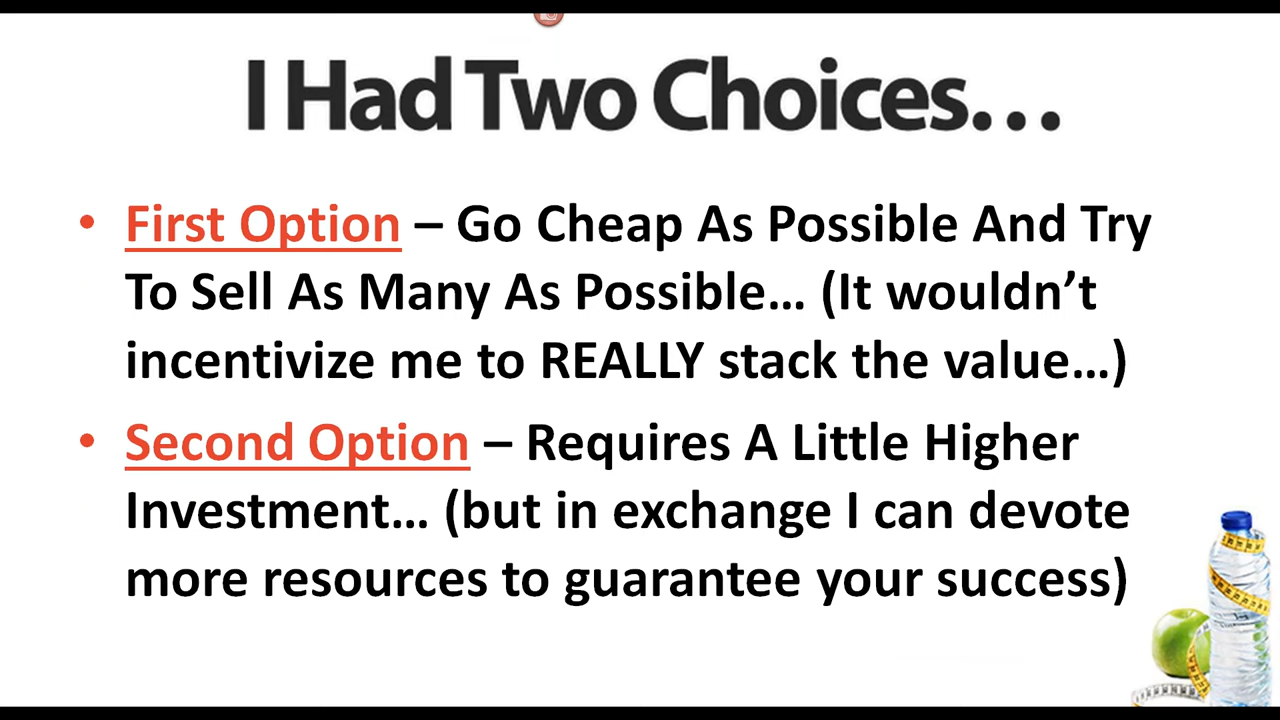 I Had Two Choices...
• First Option – Go Cheap As Possible And Try
To Sell As Many As Possible... (It wouldn’t
incentivize me to REALLY stack the value...)
• Second Option – Requires A Little Higher
Investment... (but in exchange I can devote
more resources to guarantee your success)